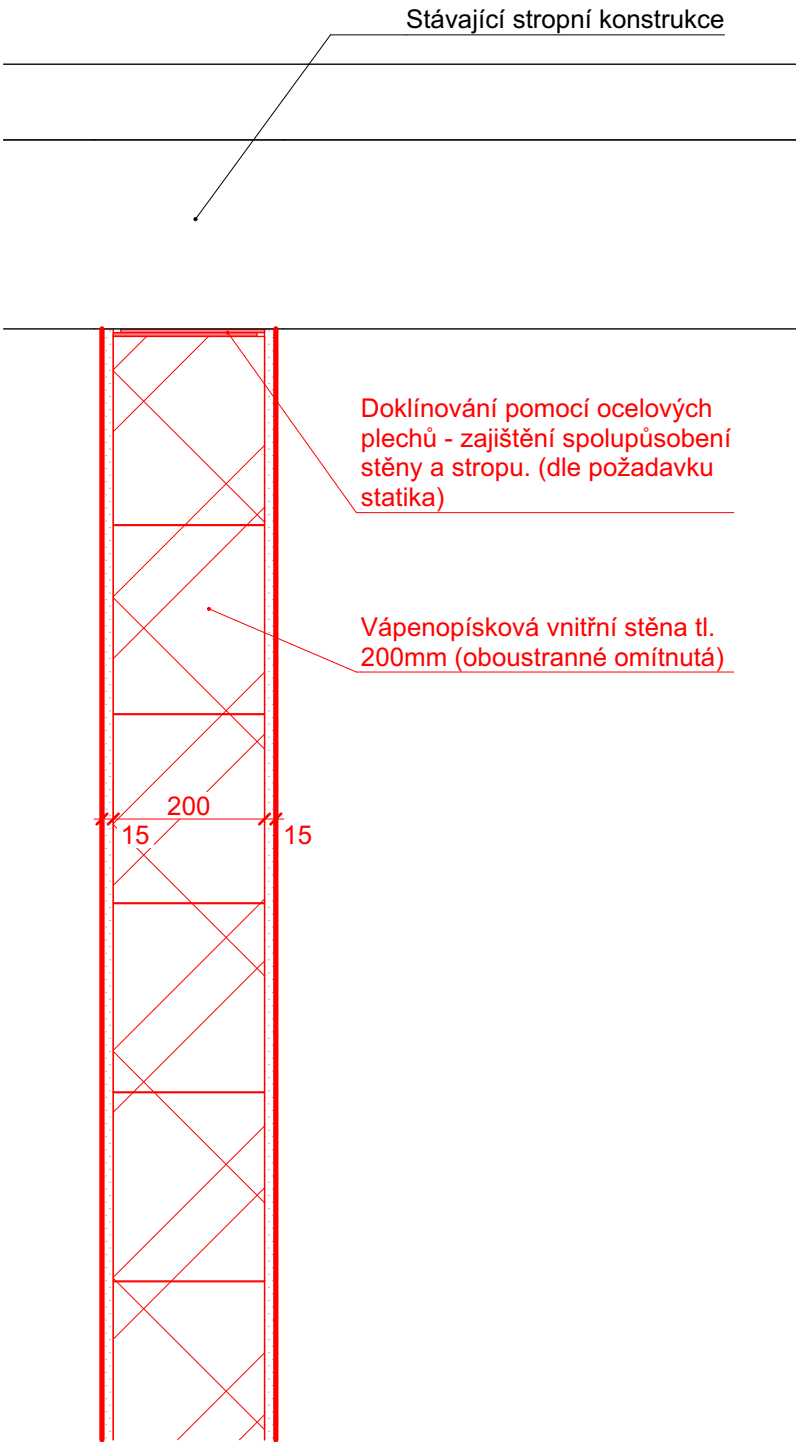 Stávající stropní konstrukce
Doklínování pomocí ocelových
plechů - zajištění spolupůsobení
stěny a stropu. (dle požadavku
statika)
Vápenopísková vnitřní stěna tl.
200mm (oboustranné omítnutá)
200
15
15